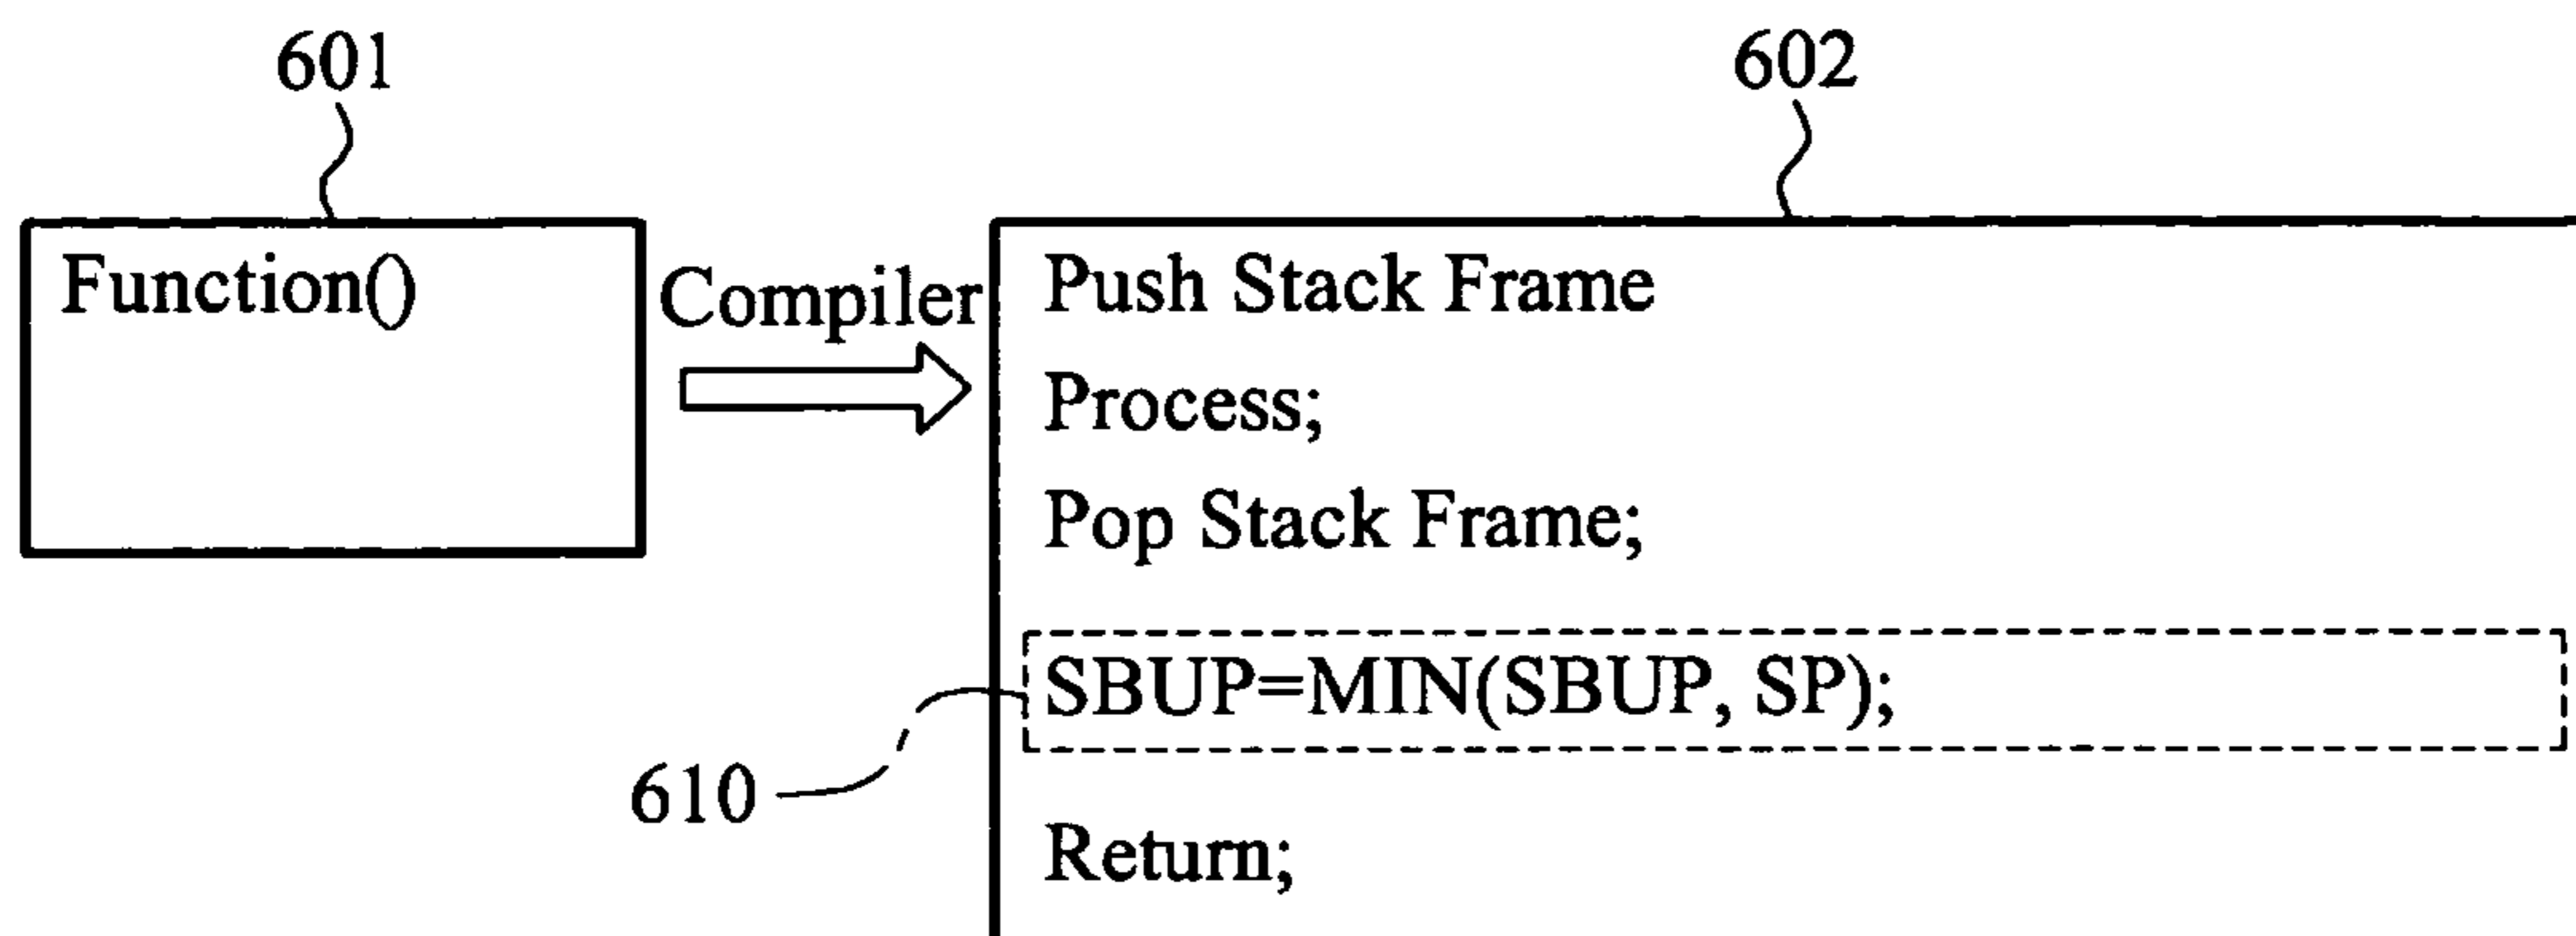 601
602
Function()
Compiler
Push Stack Frame
Process;
Pop Stack Frame;
SBUP=MIN(SBUP, SP);
610
Return;